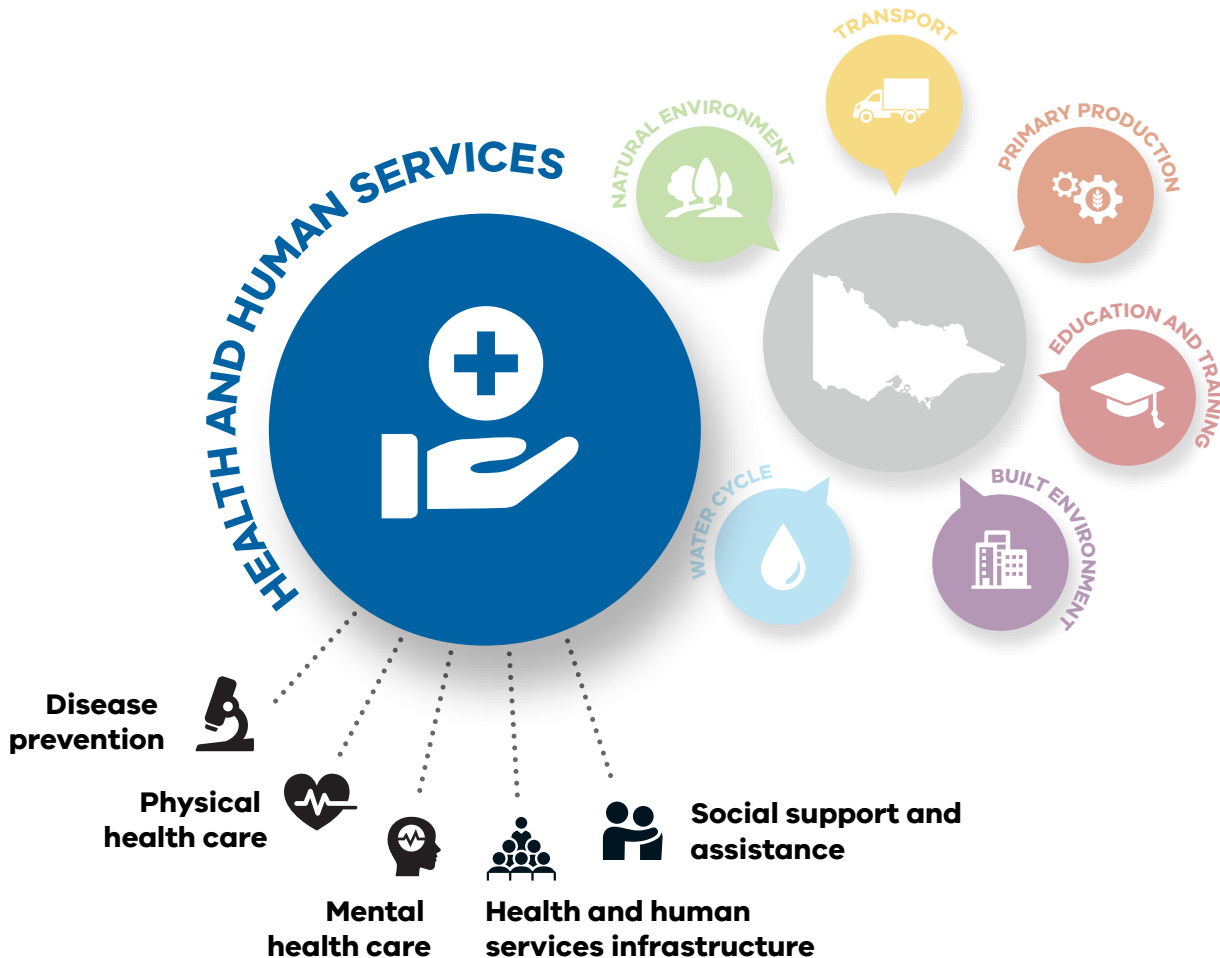 TRANSPORT
NATURAL ENVIRONMENT
PRIMARY PRODUCTION
HEALTH AND HUMAN SERVICES
EDUCATION AND TRAINING
WATER CYCLE
BUILT ENVIRONMENT
Disease
prevention
Physical
health care
Mental
health care
Health and human
services infrastructure
Social support and
assistance